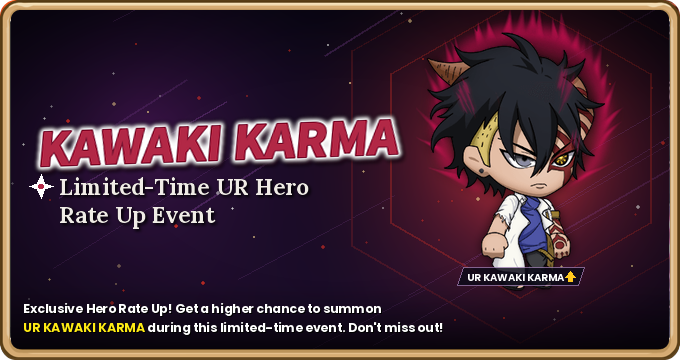 KAWAKI KARMA
Limited-Time UR Hero
Rate Up Event
UR KAWAKI KARMA
Exclusive Hero Rate Up! Get a higher chance to summon
UR KAWAKI KARMA during this limited-time event. Don't miss out!